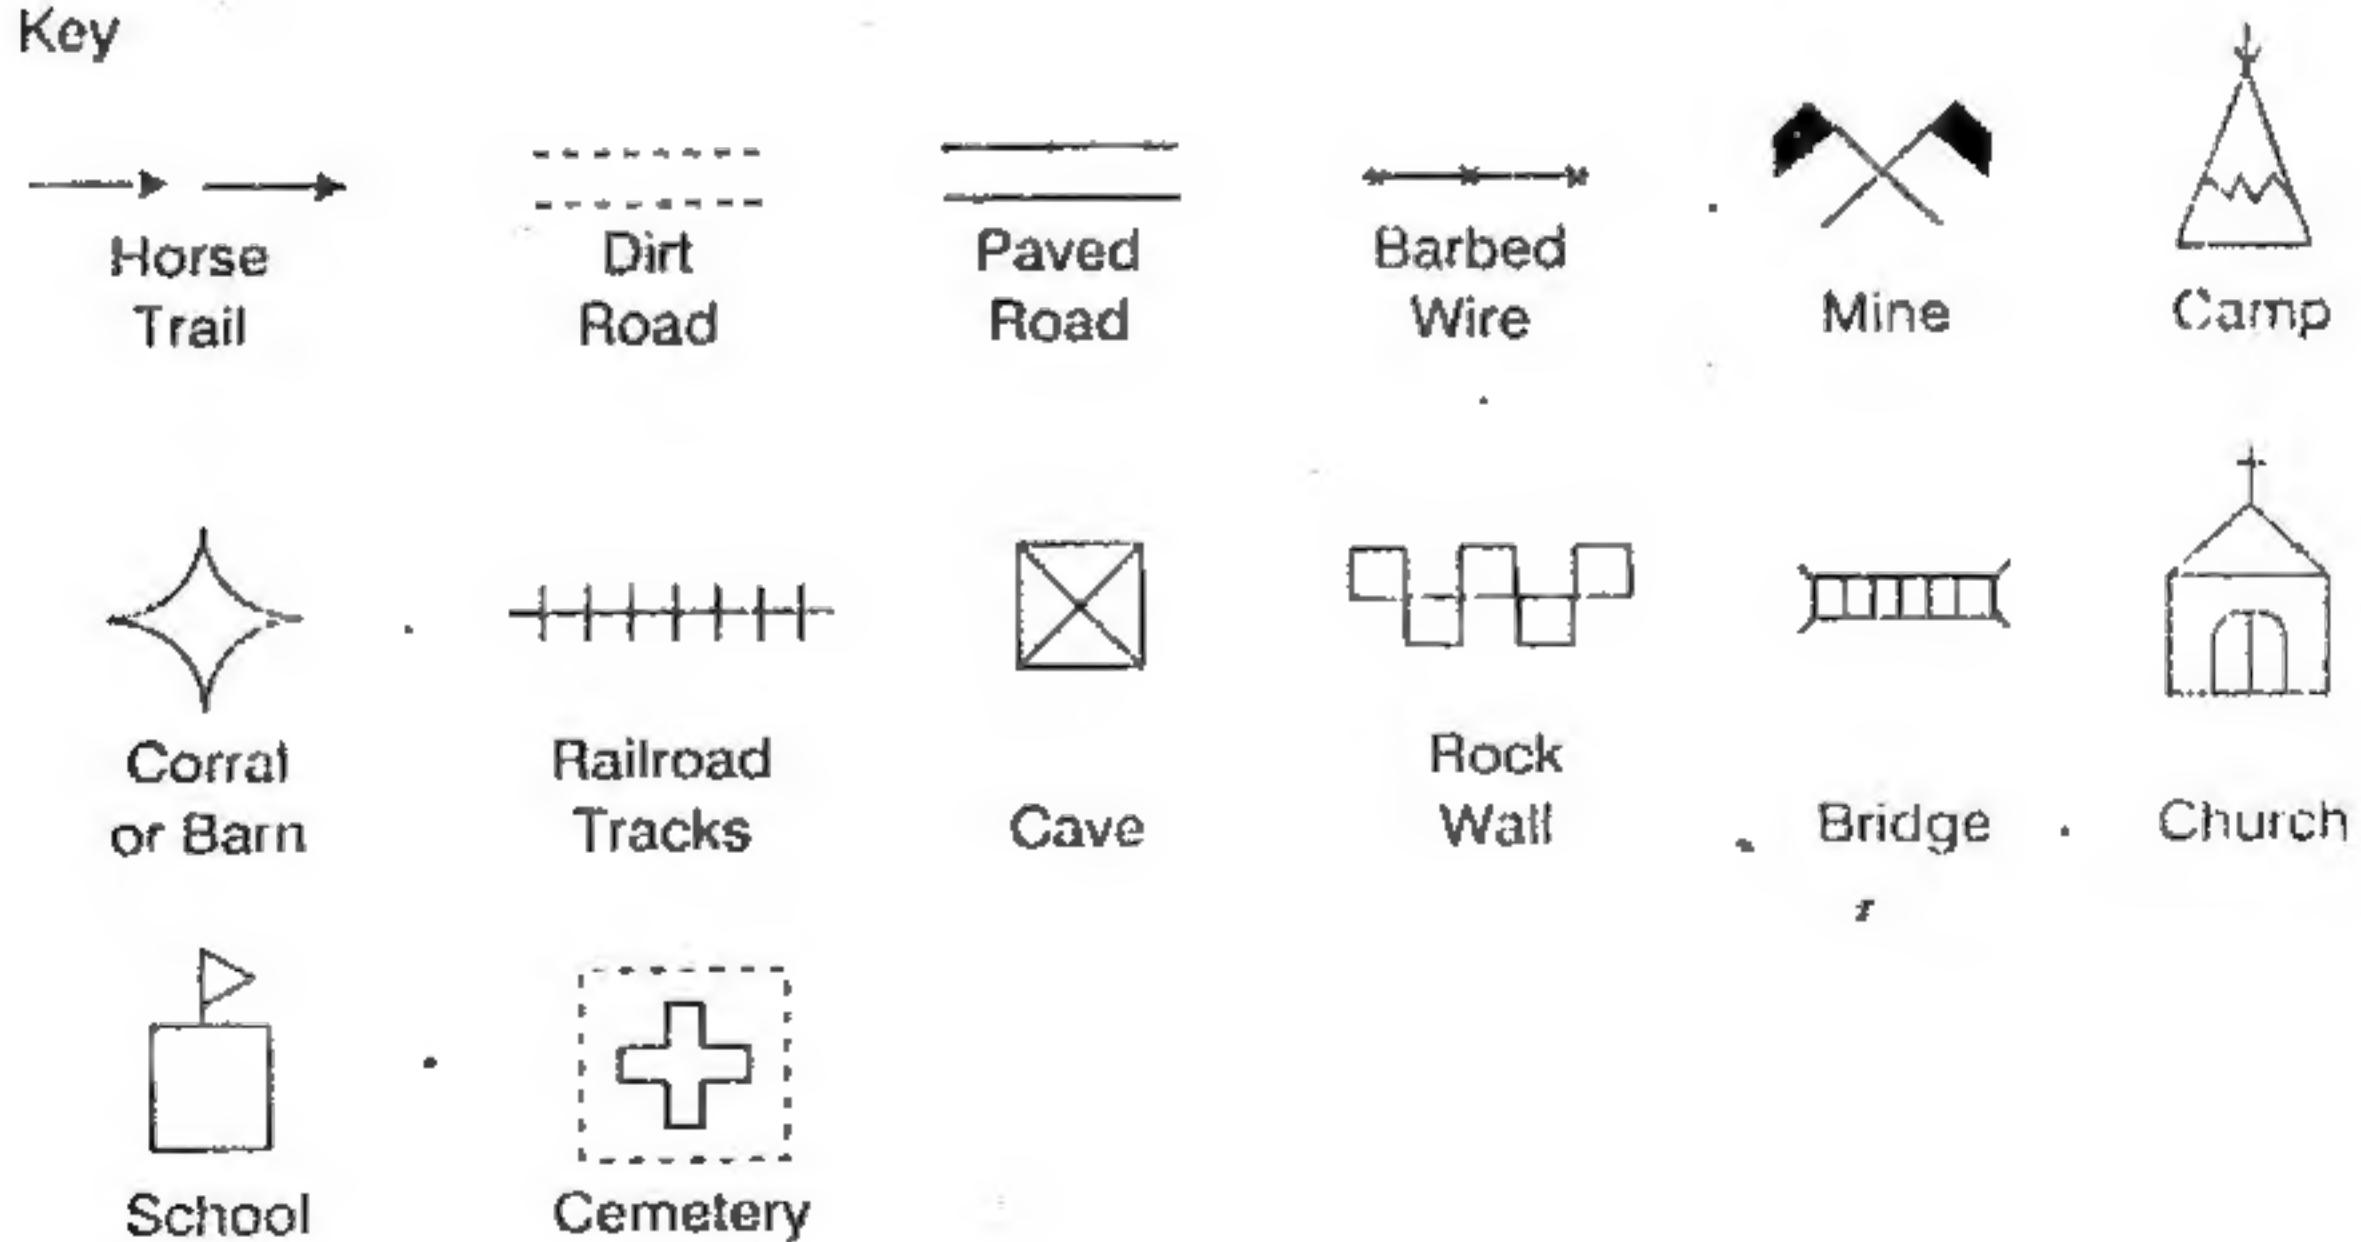 Key
Horse
Trail
Dirt
Road
Paved
Road
Barbed
Wire
Mine
Camp
Corral
or Barn
Railroad
Tracks
Cave
Rock
Wall
Bridge
Church
School
Cemetery